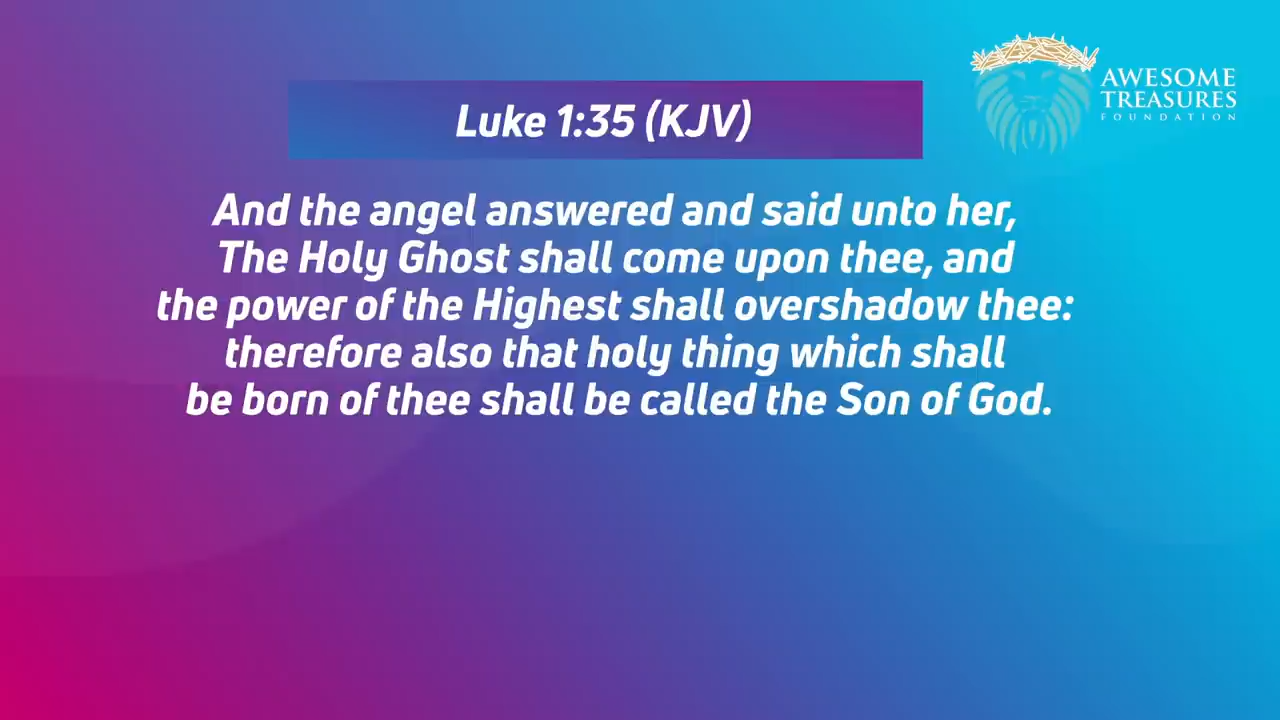 AWESOME
TREASURES
FOUNDATION
Luke 1:35 (KJV)
And the angel answered and said unto her,
The Holy Ghost shall come upon thee, and
the power of the Highest shall overshadow thee:
therefore also that holy thing which shall
be born of thee shall be called the Son of God.